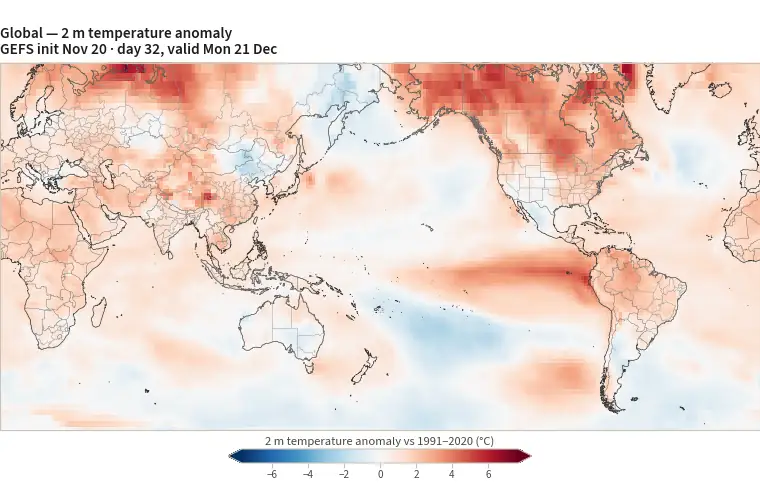 Global — 2 m temperature anomaly
GEFS init Nov 20 · day 32, valid Mon 21 Dec
2 m temperature anomaly vs 1991–2020 (°C)
−6 −4 −2 0 2 4 6